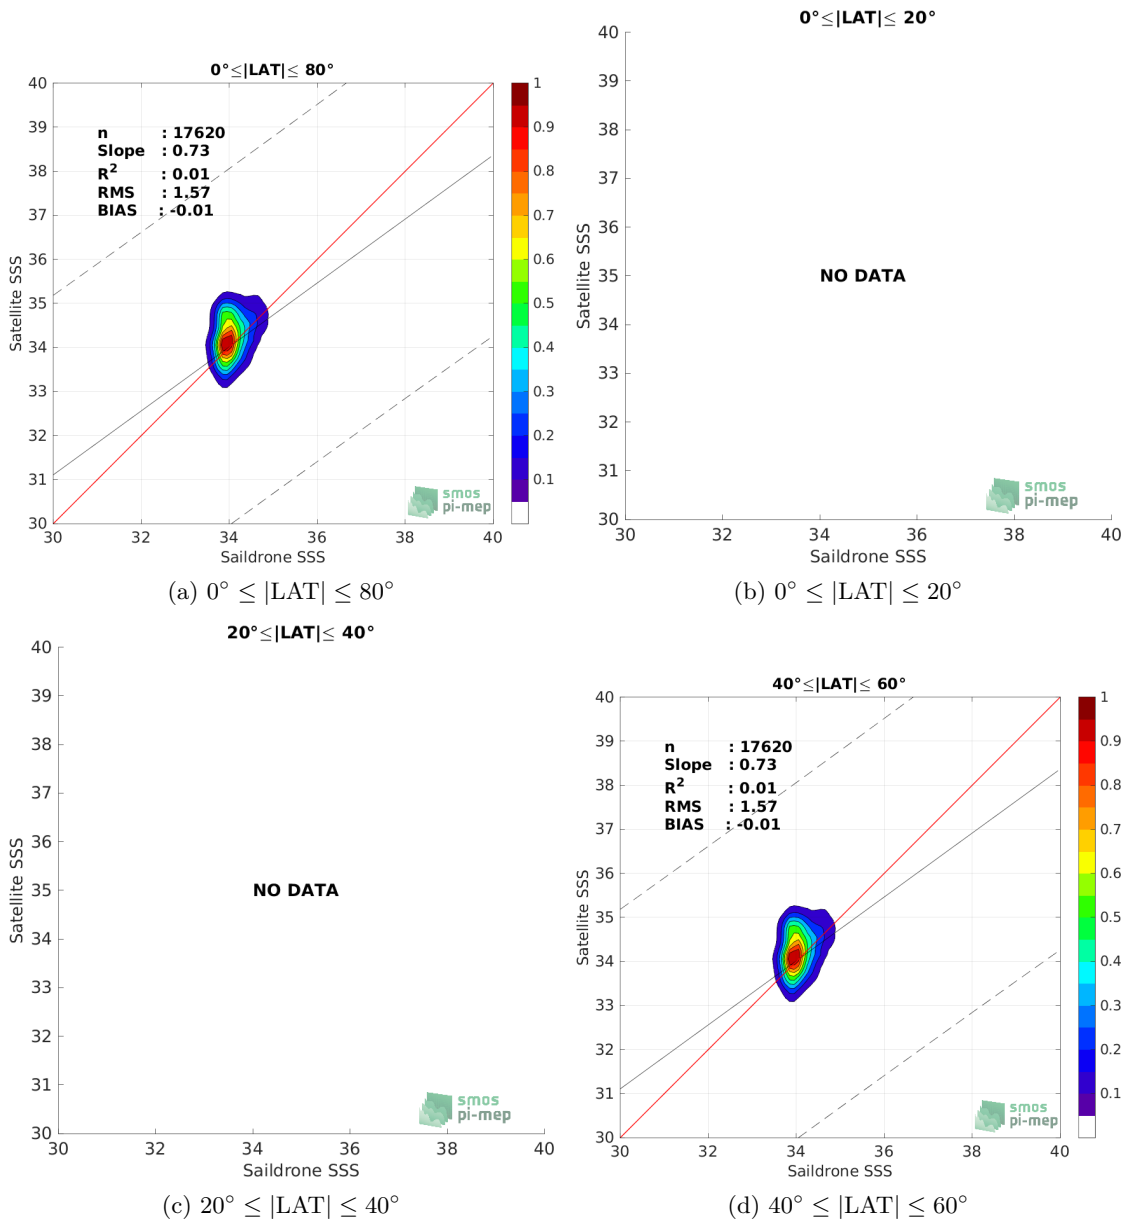 0°≤|LAT|≤ 80°
40
39
38
37
36
35
34
33
32
31
30
30
32
34
36
38
40
Satellite SSS
Saildrone SSS
n : 17620
Slope : 0.73
R² : 0.01
RMS : 1.57
BIAS : -0.01
1
0.9
0.8
0.7
0.6
0.5
0.4
0.3
0.2
0.1
smos
pi-mep
(a) 0° ≤ |LAT| ≤ 80°
0°≤|LAT|≤ 20°
40
39
38
37
36
35
34
33
32
31
30
30
32
34
36
38
40
Satellite SSS
Saildrone SSS
NO DATA
smos
pi-mep
(b) 0° ≤ |LAT| ≤ 20°
20°≤|LAT|≤ 40°
40
39
38
37
36
35
34
33
32
31
30
30
32
34
36
38
40
Satellite SSS
Saildrone SSS
NO DATA
smos
pi-mep
(c) 20° ≤ |LAT| ≤ 40°
40°≤|LAT|≤ 60°
40
39
38
37
36
35
34
33
32
31
30
30
32
34
36
38
40
Satellite SSS
Saildrone SSS
n : 17620
Slope : 0.73
R² : 0.01
RMS : 1.57
BIAS : -0.01
1
0.9
0.8
0.7
0.6
0.5
0.4
0.3
0.2
0.1
smos
pi-mep
(d) 40° ≤ |LAT| ≤ 60°